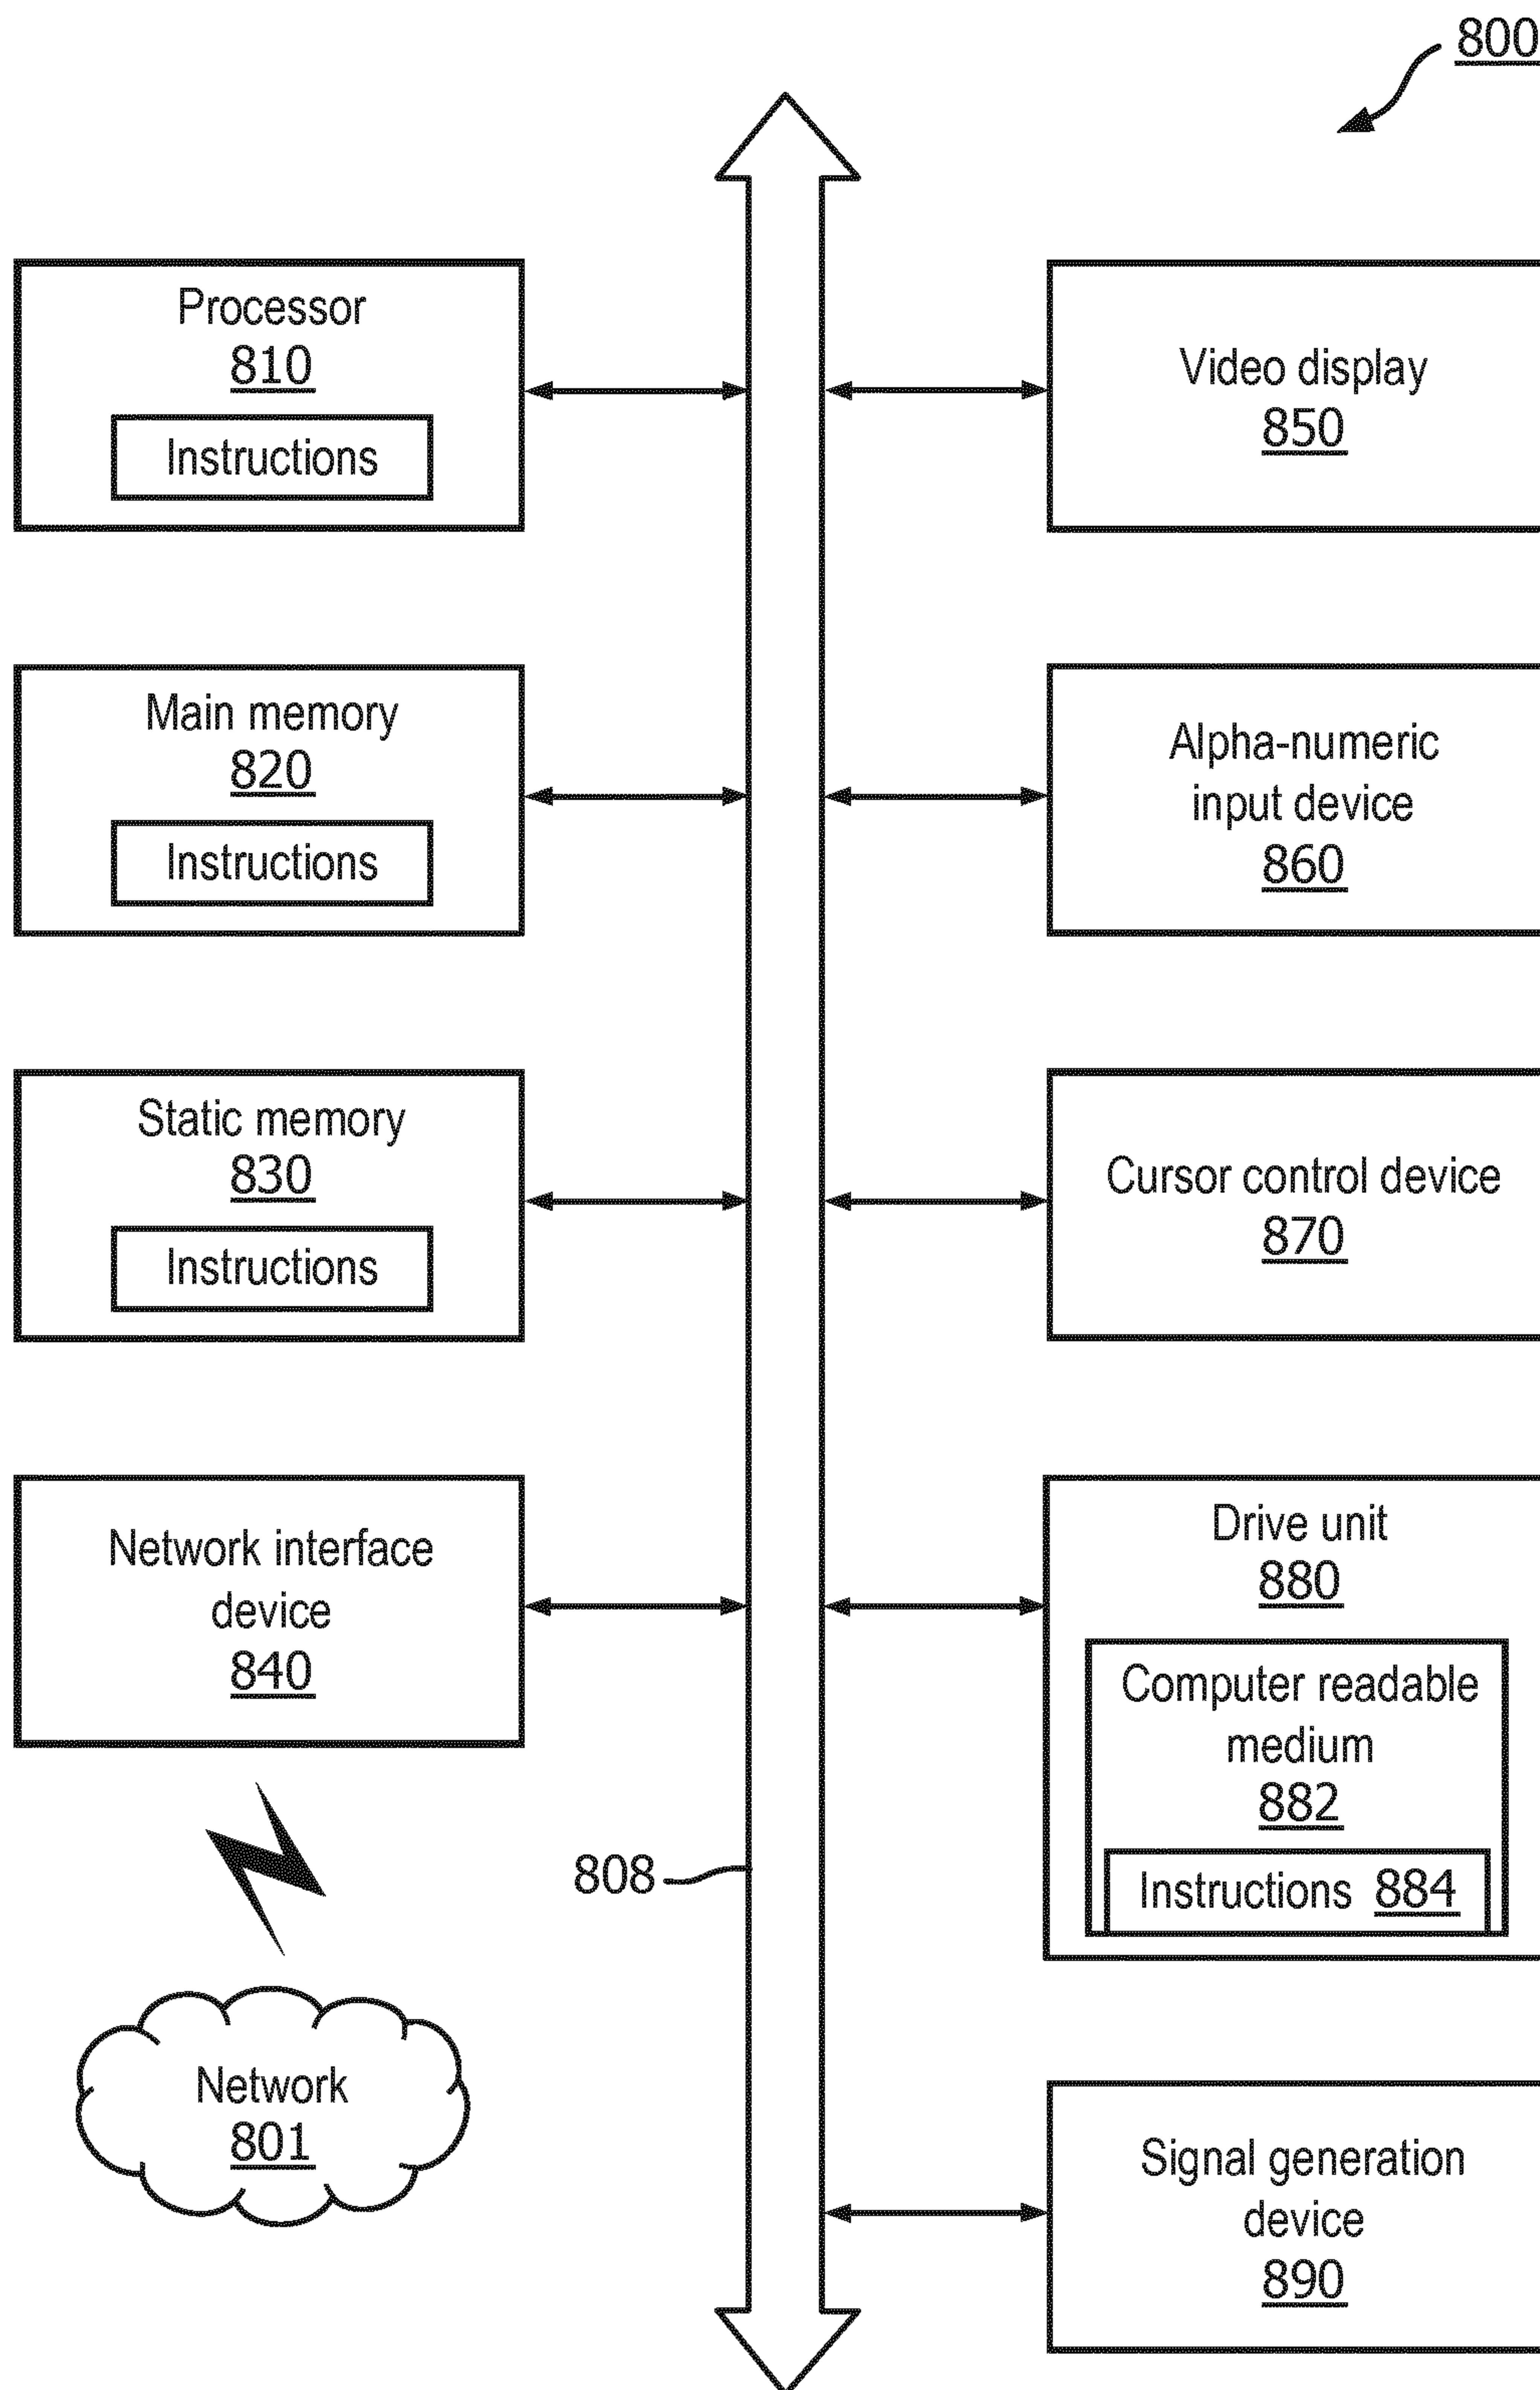 800
Processor
810
Instructions
Video display
850
Main memory
820
Instructions
Alpha-numeric
input device
860
Static memory
830
Instructions
Cursor control device
870
Network interface
device
840
Drive unit
880
Computer readable
medium
882
Instructions 884
808
Network
801
Signal generation
device
890